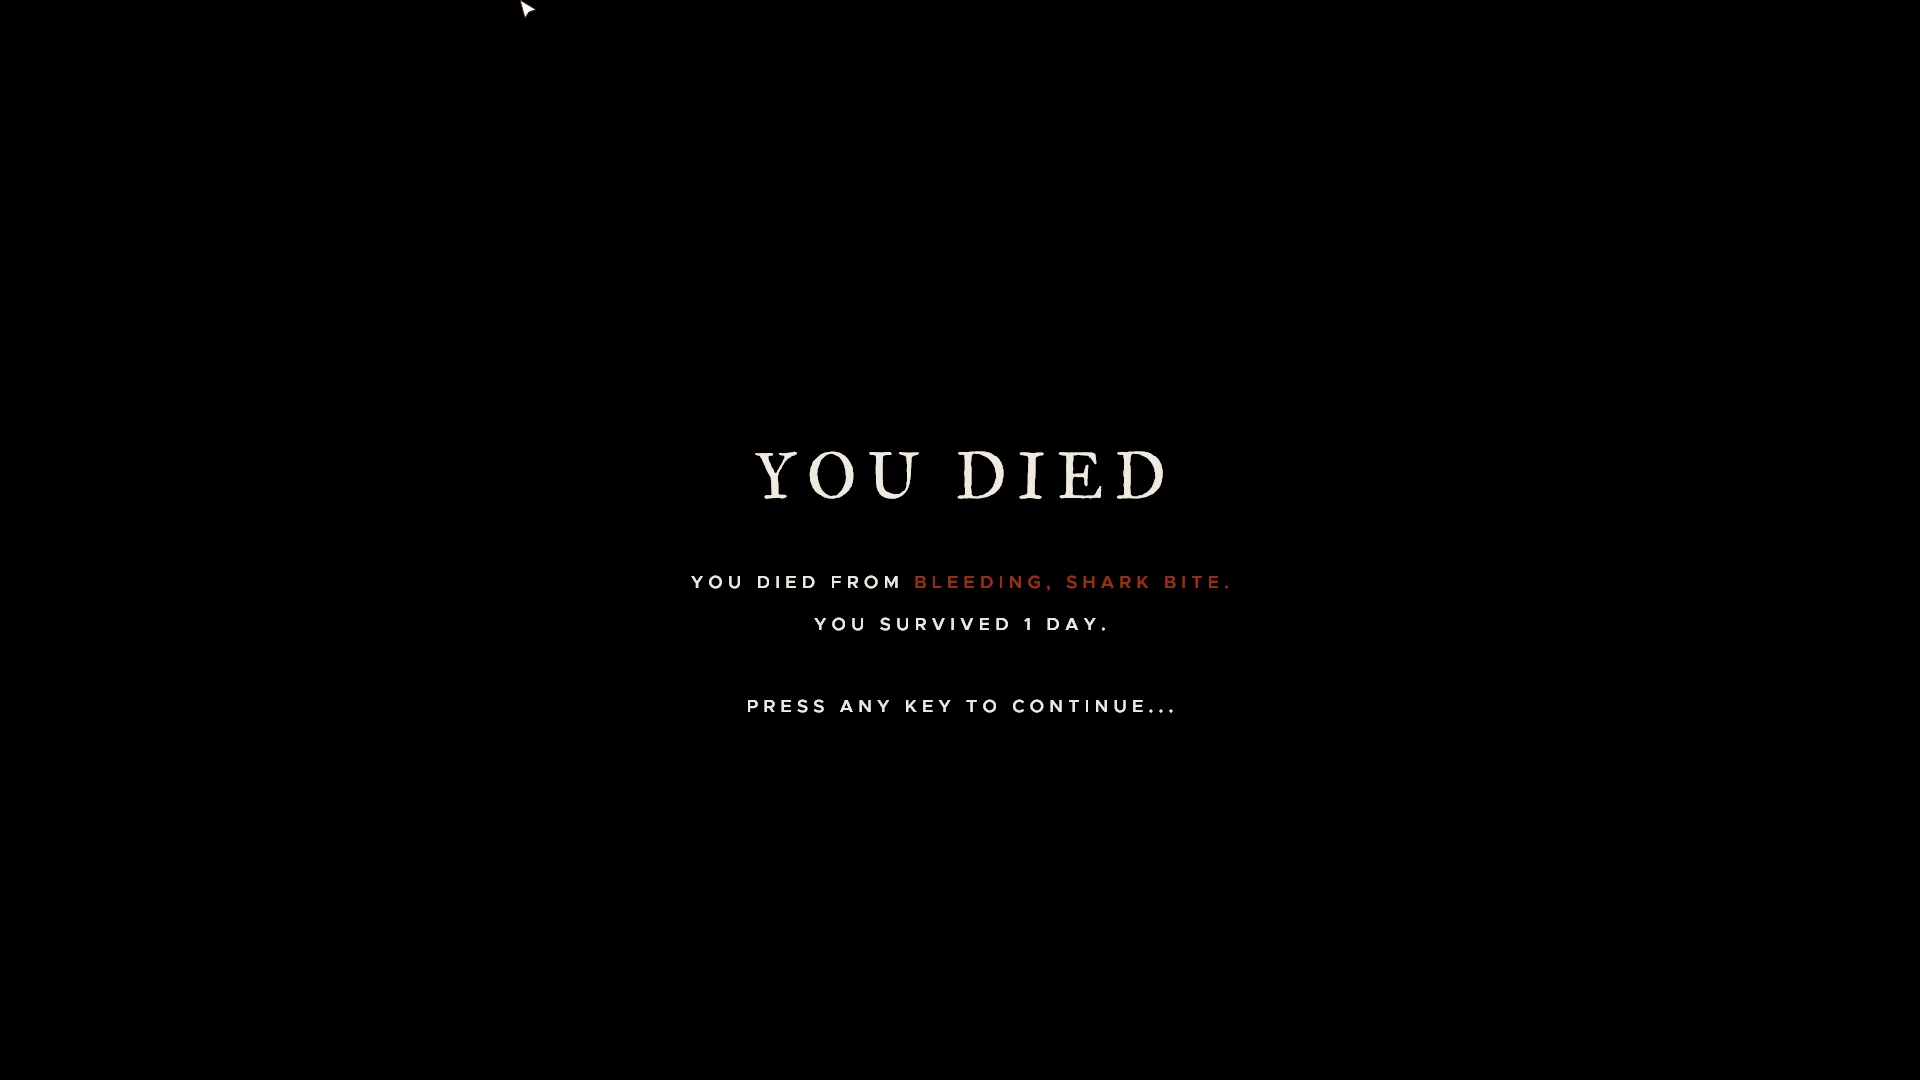 YOU DIED
YOU DIED FROM BLEEDING, SHARK BITE.
YOU SURVIVED 1 DAY.
PRESS ANY KEY TO CONTINUE...